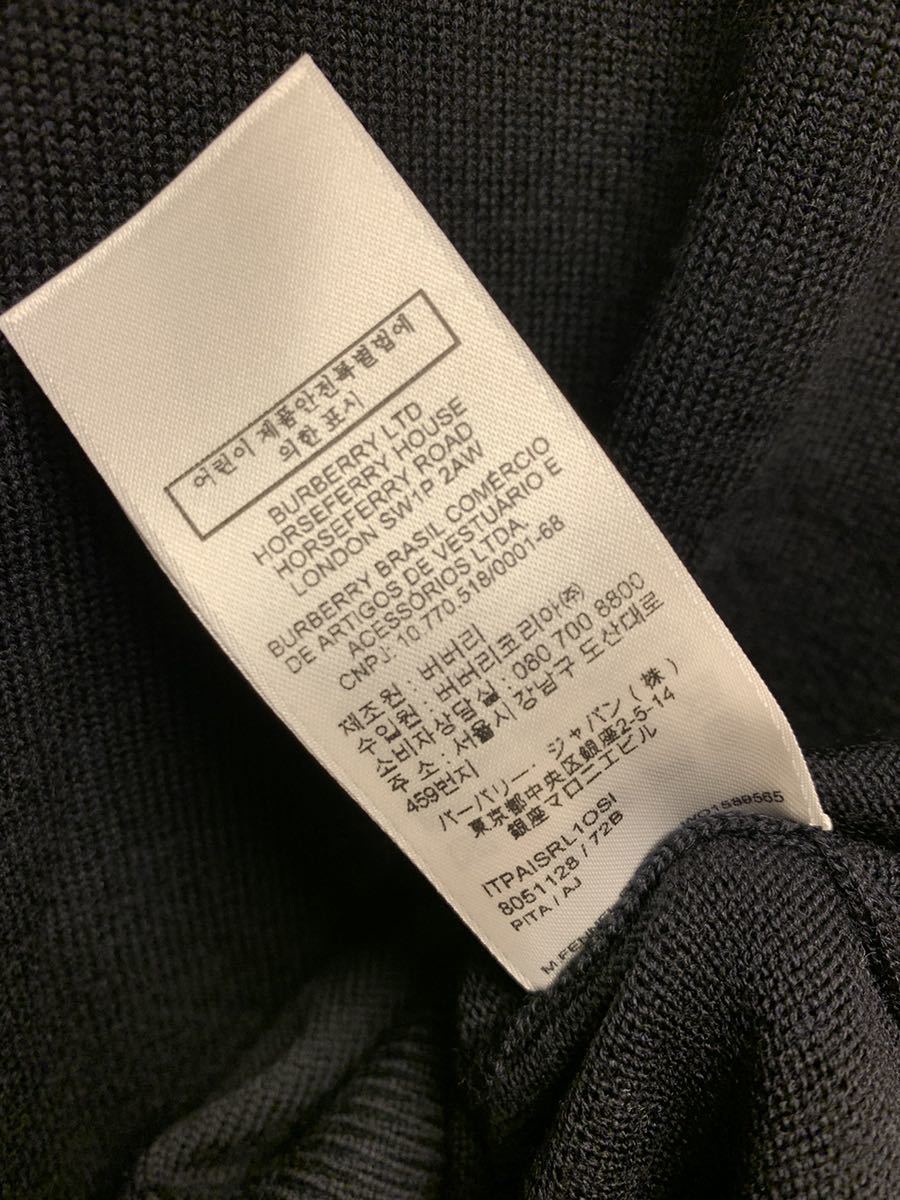 어린이 제품안전특별법에
의한 표시
BURBERRY LTD
HORSEFERRY HOUSE
HORSEFERRY ROAD
LONDON SW1P 2AW
BURBERRY BRASIL COMÉRCIO
DE ARTIGOS DE VESTUÁRIO E
ACESSÓRIOS LTDA.
CNPJ: 10.770.518/0001-68
제조원 : 버버리
수입원 : 버버리코리아(주)
소비자상담실 : 080 700 8800
주 소 : 서울시 강남구 도산대로
459번지
バーバリー・ジャパン(株)
東京都中央区銀座2-5-14
銀座マロニエビル
ITPAISRL1OSI
8051128 / 72B
PITA / AJ